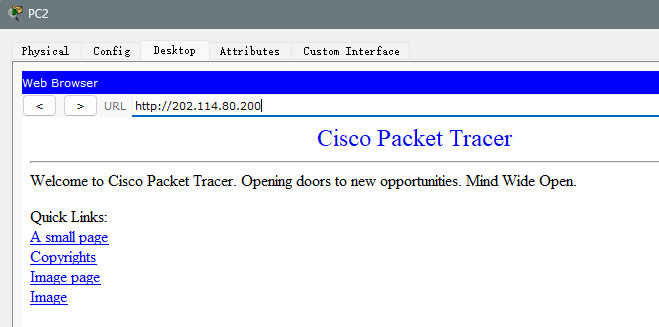 PC2
Physical Config Desktop Attributes Custom Interface
Web Browser
< > URL http://202.114.80.200
Cisco Packet Tracer
Welcome to Cisco Packet Tracer. Opening doors to new opportunities. Mind Wide Open.
Quick Links:
A small page
Copyrights
Image page
Image